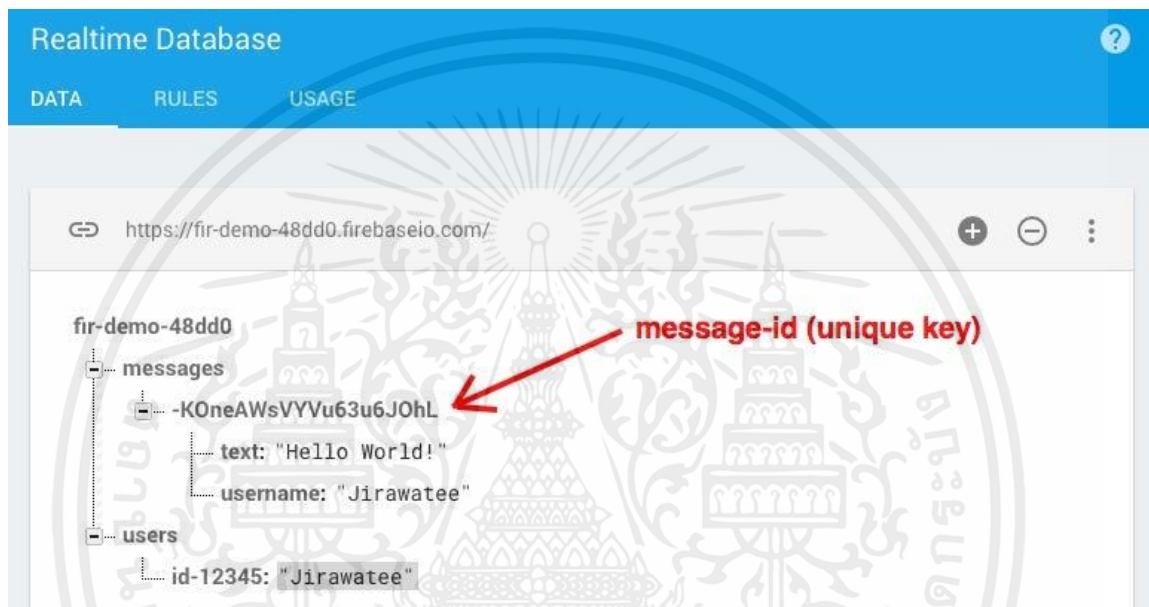 Realtime Database
?
DATA RULES USAGE
https://fir-demo-48dd0.firebaseio.com/
fir-demo-48dd0
message-id (unique key)
messages
-KOneAWsVYVu63u6JOhL
text: "Hello World!"
username: "Jirawatee"
users
id-12345: "Jirawatee"